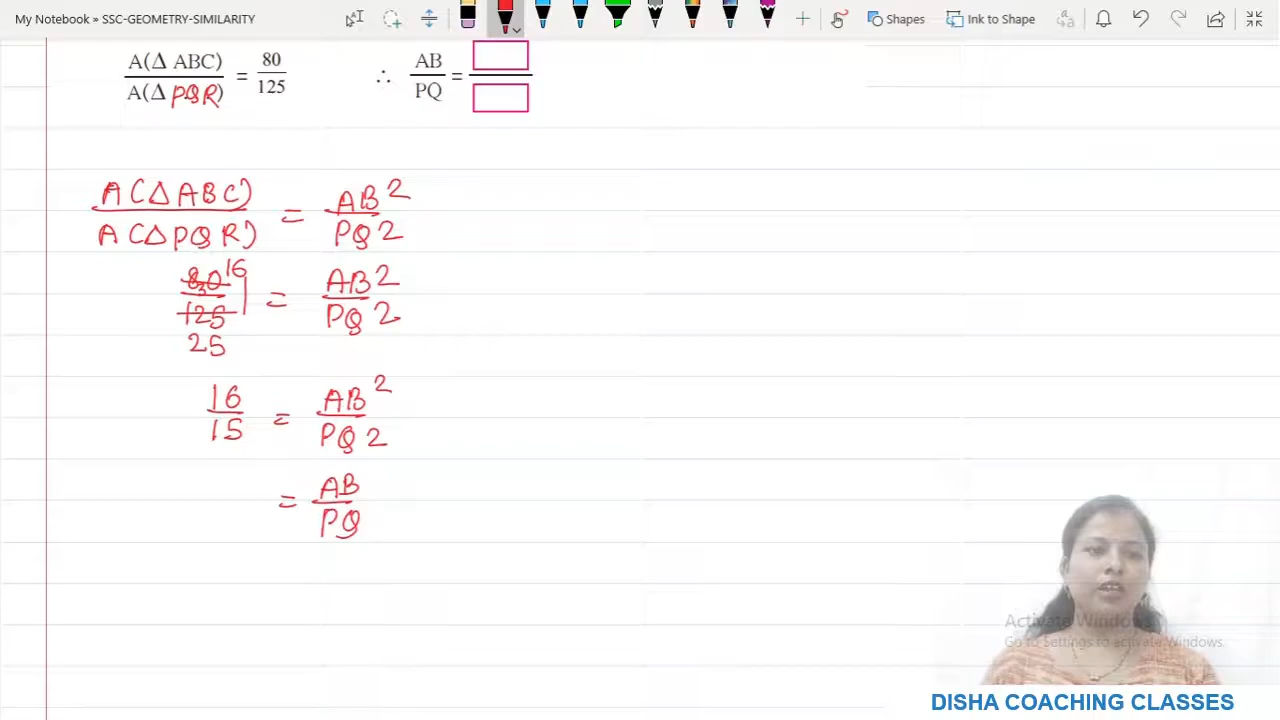 My Notebook » SSC-GEOMETRY-SIMILARITY
Shapes
Ink to Shape
A(Δ ABC) / A(Δ PQR) = 80 / 125 ∴ AB / PQ =
A(ΔABC) / A(ΔPQR) = AB2 / PQ2
80 16 / 125 25 = AB2 / PQ2
16 / 15 = AB2 / PQ2
= AB / PQ
Activate Windows
Go to Settings to activate Windows.
DISHA COACHING CLASSES